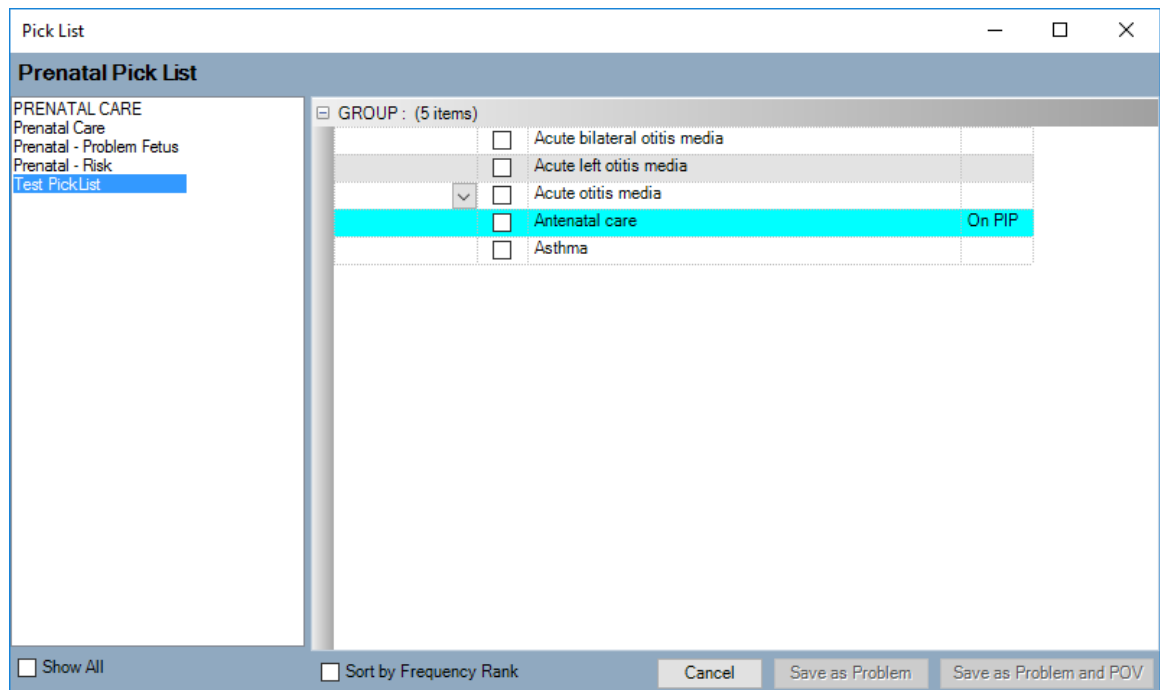 Pick List
Prenatal Pick List
PRENATAL CARE
Prenatal Care
Prenatal - Problem Fetus
Prenatal - Risk
Test PickList
GROUP : (5 items)
Acute bilateral otitis media
Acute left otitis media
Acute otitis media
Antenatal care On PIP
Asthma
Show All
Sort by Frequency Rank
Cancel
Save as Problem
Save as Problem and POV